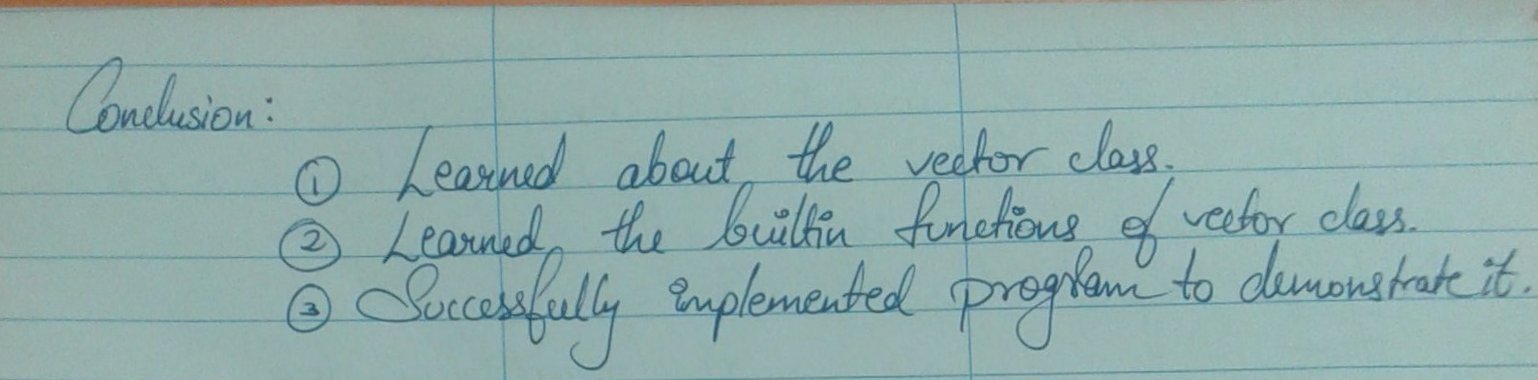 Conclusion:
① Learned about the vector class.
② Learned the builtin functions of vector class.
③ Successfully implemented program to demonstrate it.